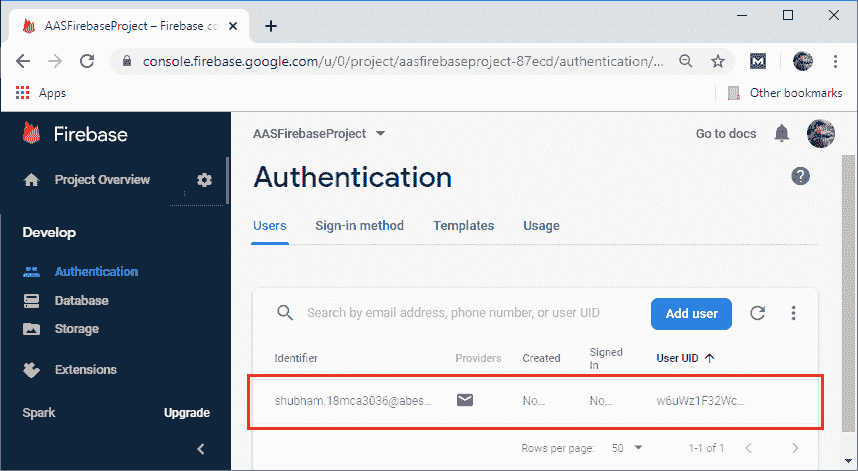 AASFirebaseProject – Firebase co
console.firebase.google.com/u/0/project/aasfirebaseproject-87ecd/authentication/...
Apps
Other bookmarks
Firebase
AASFirebaseProject
Go to docs
Project Overview
Authentication
Develop
Users Sign-in method Templates Usage
Authentication
Database
Storage
Search by email address, phone number, or user UID
Add user
Extensions
Identifier Providers Created Signed In User UID
Spark Upgrade
shubham.18mca3036@abes... No... No... w6uWz1F32Wc...
Rows per page: 50 1-1 of 1